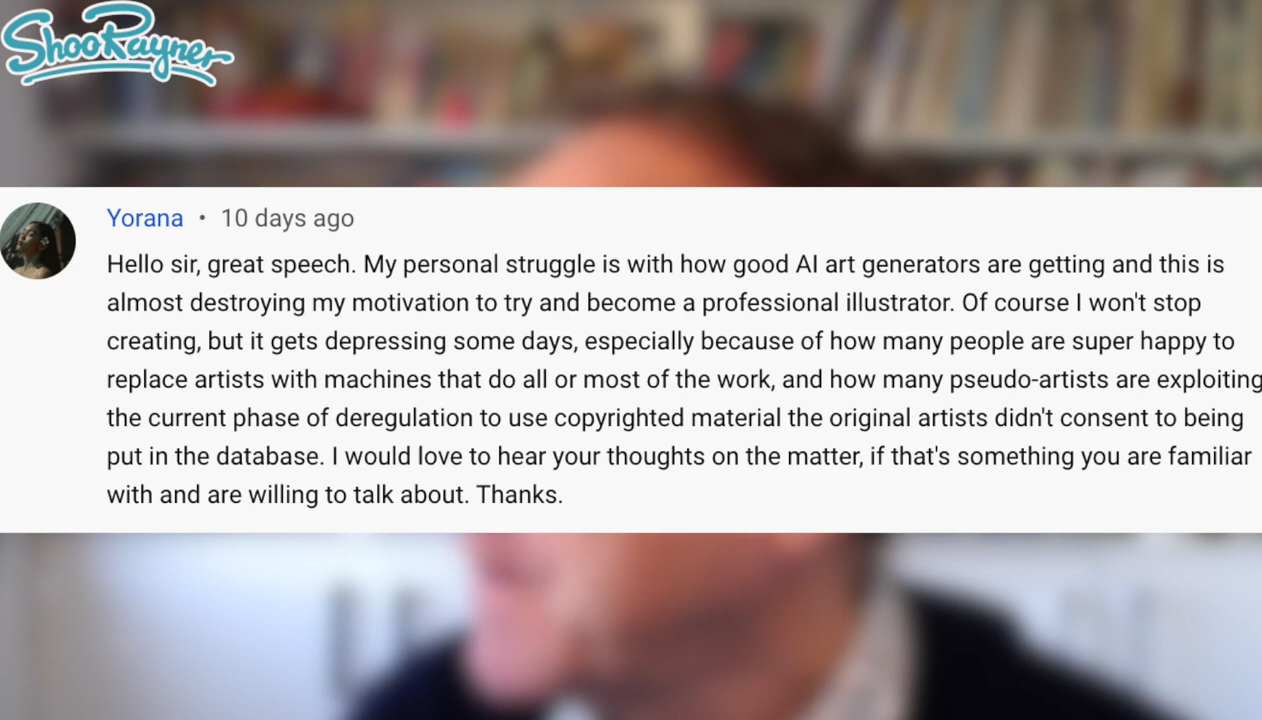 ShooRayner
Yorana • 10 days ago
Hello sir, great speech. My personal struggle is with how good AI art generators are getting and this is
almost destroying my motivation to try and become a professional illustrator. Of course I won't stop
creating, but it gets depressing some days, especially because of how many people are super happy to
replace artists with machines that do all or most of the work, and how many pseudo-artists are exploiting
the current phase of deregulation to use copyrighted material the original artists didn't consent to being
put in the database. I would love to hear your thoughts on the matter, if that's something you are familiar
with and are willing to talk about. Thanks.